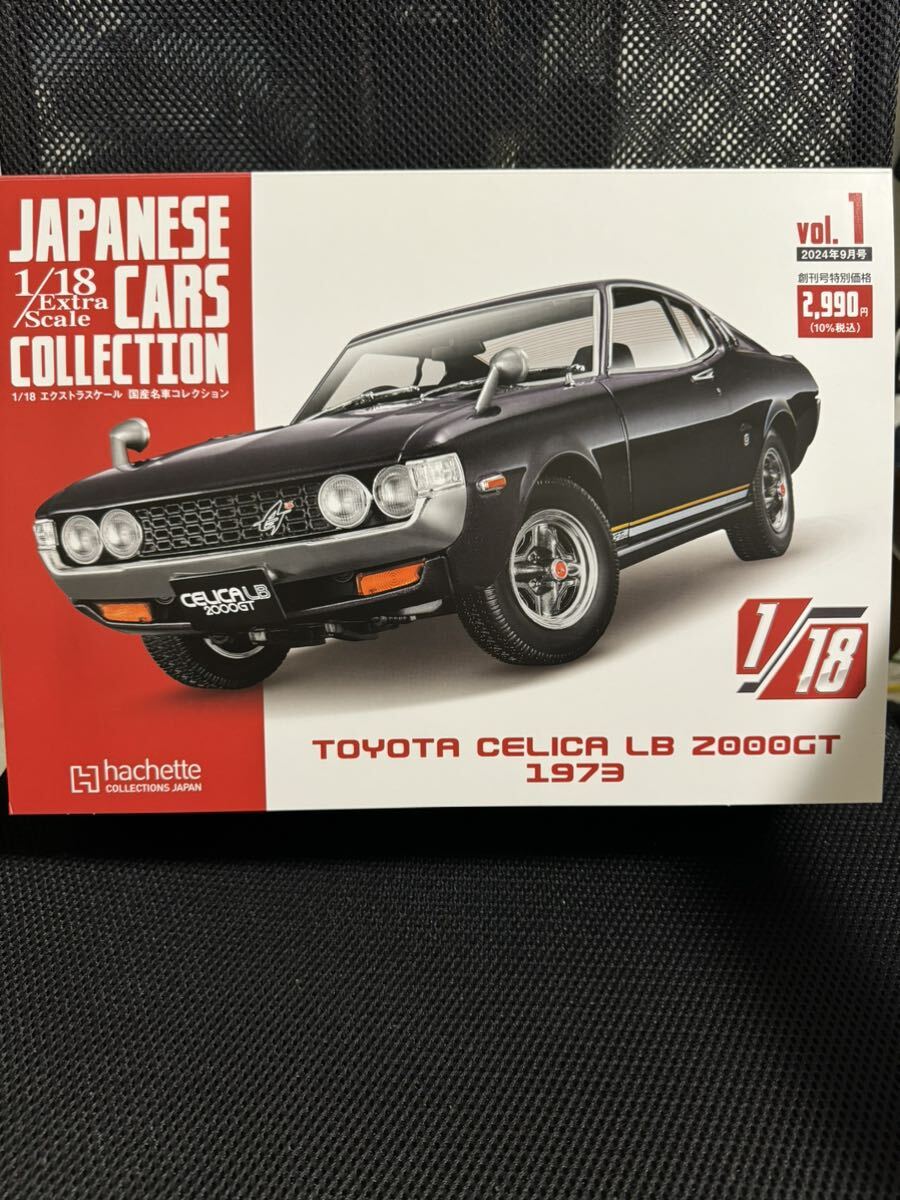 JAPANESE
1/18
Extra
Scale
CARS
COLLECTION
1/18 エクストラスケール 国産名車コレクション
vol. 1
2024年9月号
創刊号特別価格
2,990円
(10%税込)
CELICA LB
2000GT
1/18
TOYOTA CELICA LB 2000GT
1973
hachette
COLLECTIONS JAPAN